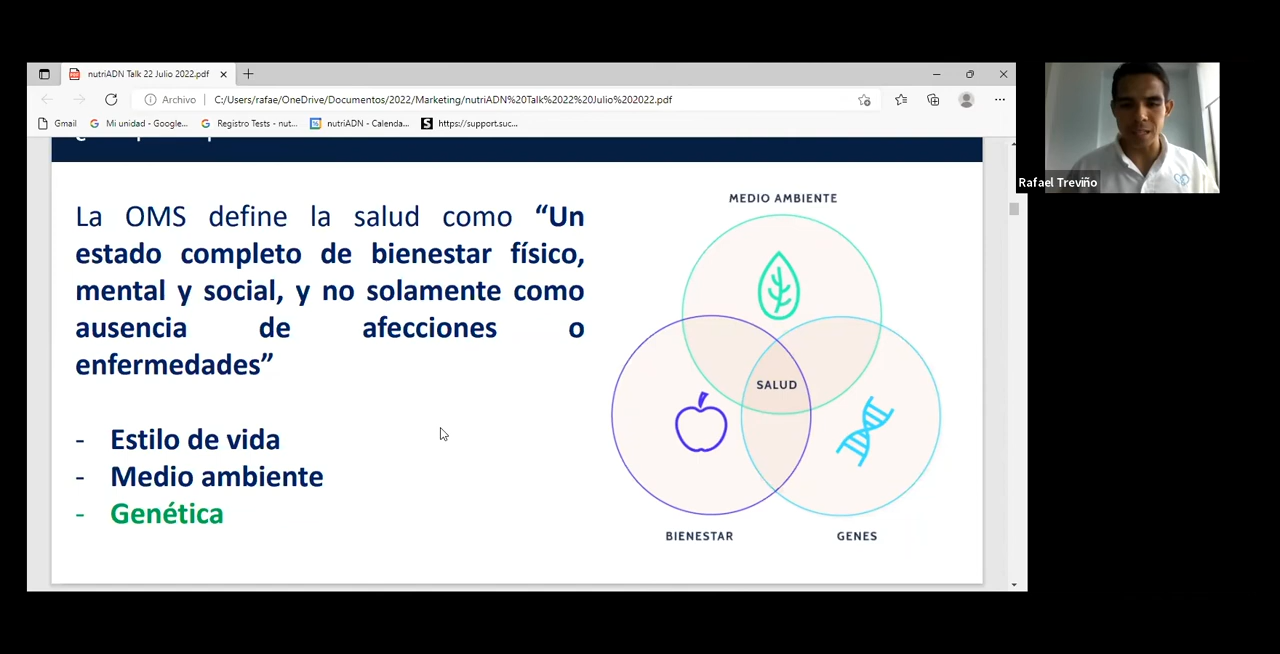 nutriADN Talk 22 Julio 2022.pdf
Archivo
C:/Users/rafae/OneDrive/Documentos/2022/Marketing/nutriADN%20Talk%2022%20Julio%202022.pdf
Gmail
Mi unidad - Google...
Registro Tests - nut...
nutriADN - Calenda...
https://support.suc...
Rafael Treviño
La OMS define la salud como “Un
estado completo de bienestar físico,
mental y social, y no solamente como
ausencia de afecciones o
enfermedades”
- Estilo de vida
- Medio ambiente
- Genética
MEDIO AMBIENTE
SALUD
BIENESTAR
GENES